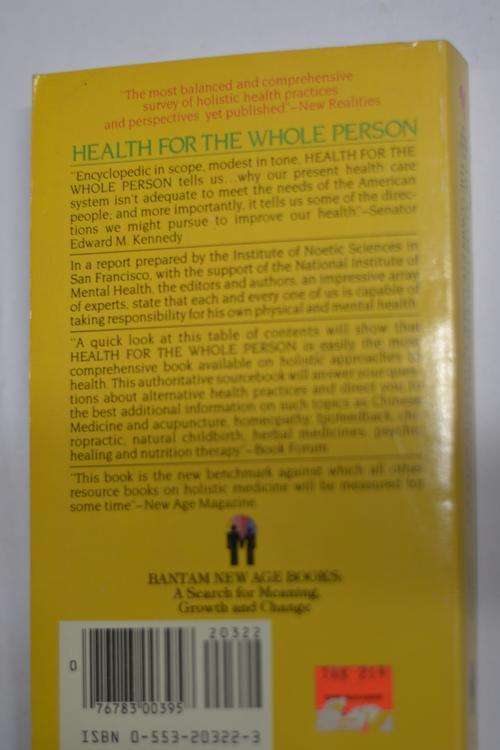 "The most balanced and comprehensive
survey of holistic health practices
and perspectives yet published"—New Realities
HEALTH FOR THE WHOLE PERSON
"Encyclopedic in scope, modest in tone, HEALTH FOR THE
WHOLE PERSON tells us...why our present health care
system isn't adequate to meet the needs of the American
people, and more importantly, it tells us some of the direc-
tions we might pursue to improve our health"—Senator
Edward M. Kennedy
In a report prepared by the Institute of Noetic Sciences in
San Francisco, with the support of the National Institute of
Mental Health, the editors and authors, an impressive array
of experts, state that each and every one of us is capable of
taking responsibility for his own physical and mental health.
"A quick look at this table of contents will show that
HEALTH FOR THE WHOLE PERSON is easily the most
comprehensive book available on holistic approaches to
health. This authoritative sourcebook will answer your ques-
tions about alternative health practices and direct you to
the best additional information on such topics as Chinese
Medicine and acupuncture, homeopathy, biofeedback, chi-
ropractic, natural childbirth, herbal medicines, psychic
healing and nutrition therapy."—Book Forum
"This book is the new benchmark against which all other
resource books on holistic medicine will be measured for
some time"—New Age Magazine
BANTAM NEW AGE BOOKS:
A Search for Meaning,
Growth and Change
20322
0
76783 00395
ISBN 0-553-20322-3